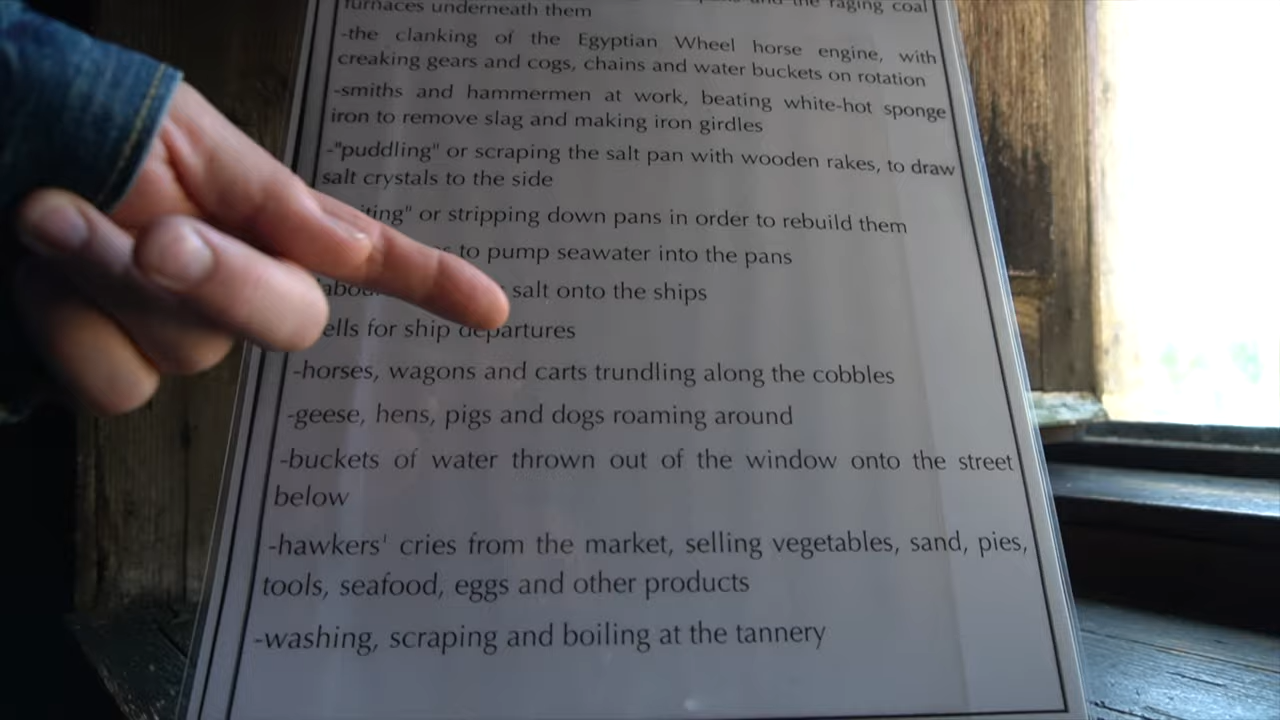 and the raging coal
furnaces underneath them
-the clanking of the Egyptian Wheel horse engine, with
creaking gears and cogs, chains and water buckets on rotation
-smiths and hammermen at work, beating white-hot sponge
iron to remove slag and making iron girdles
-"puddling" or scraping the salt pan with wooden rakes, to draw
salt crystals to the side
or stripping down pans in order to rebuild them
to pump seawater into the pans
salt onto the ships
for ship departures
-horses, wagons and carts trundling along the cobbles
-geese, hens, pigs and dogs roaming around
-buckets of water thrown out of the window onto the street
below
-hawkers' cries from the market, selling vegetables, sand, pies,
tools, seafood, eggs and other products
-washing, scraping and boiling at the tannery